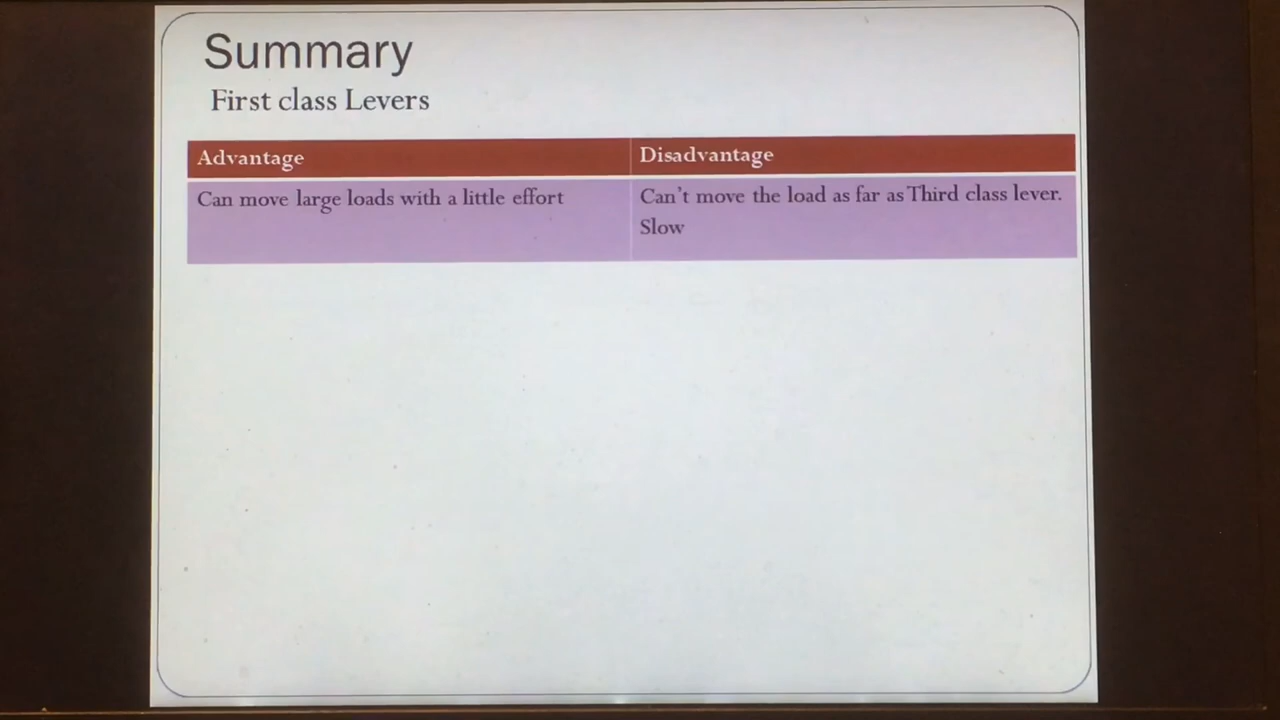 Summary
First class Levers
Advantage
Disadvantage
Can move large loads with a little effort
Can't move the load as far as Third class lever.
Slow